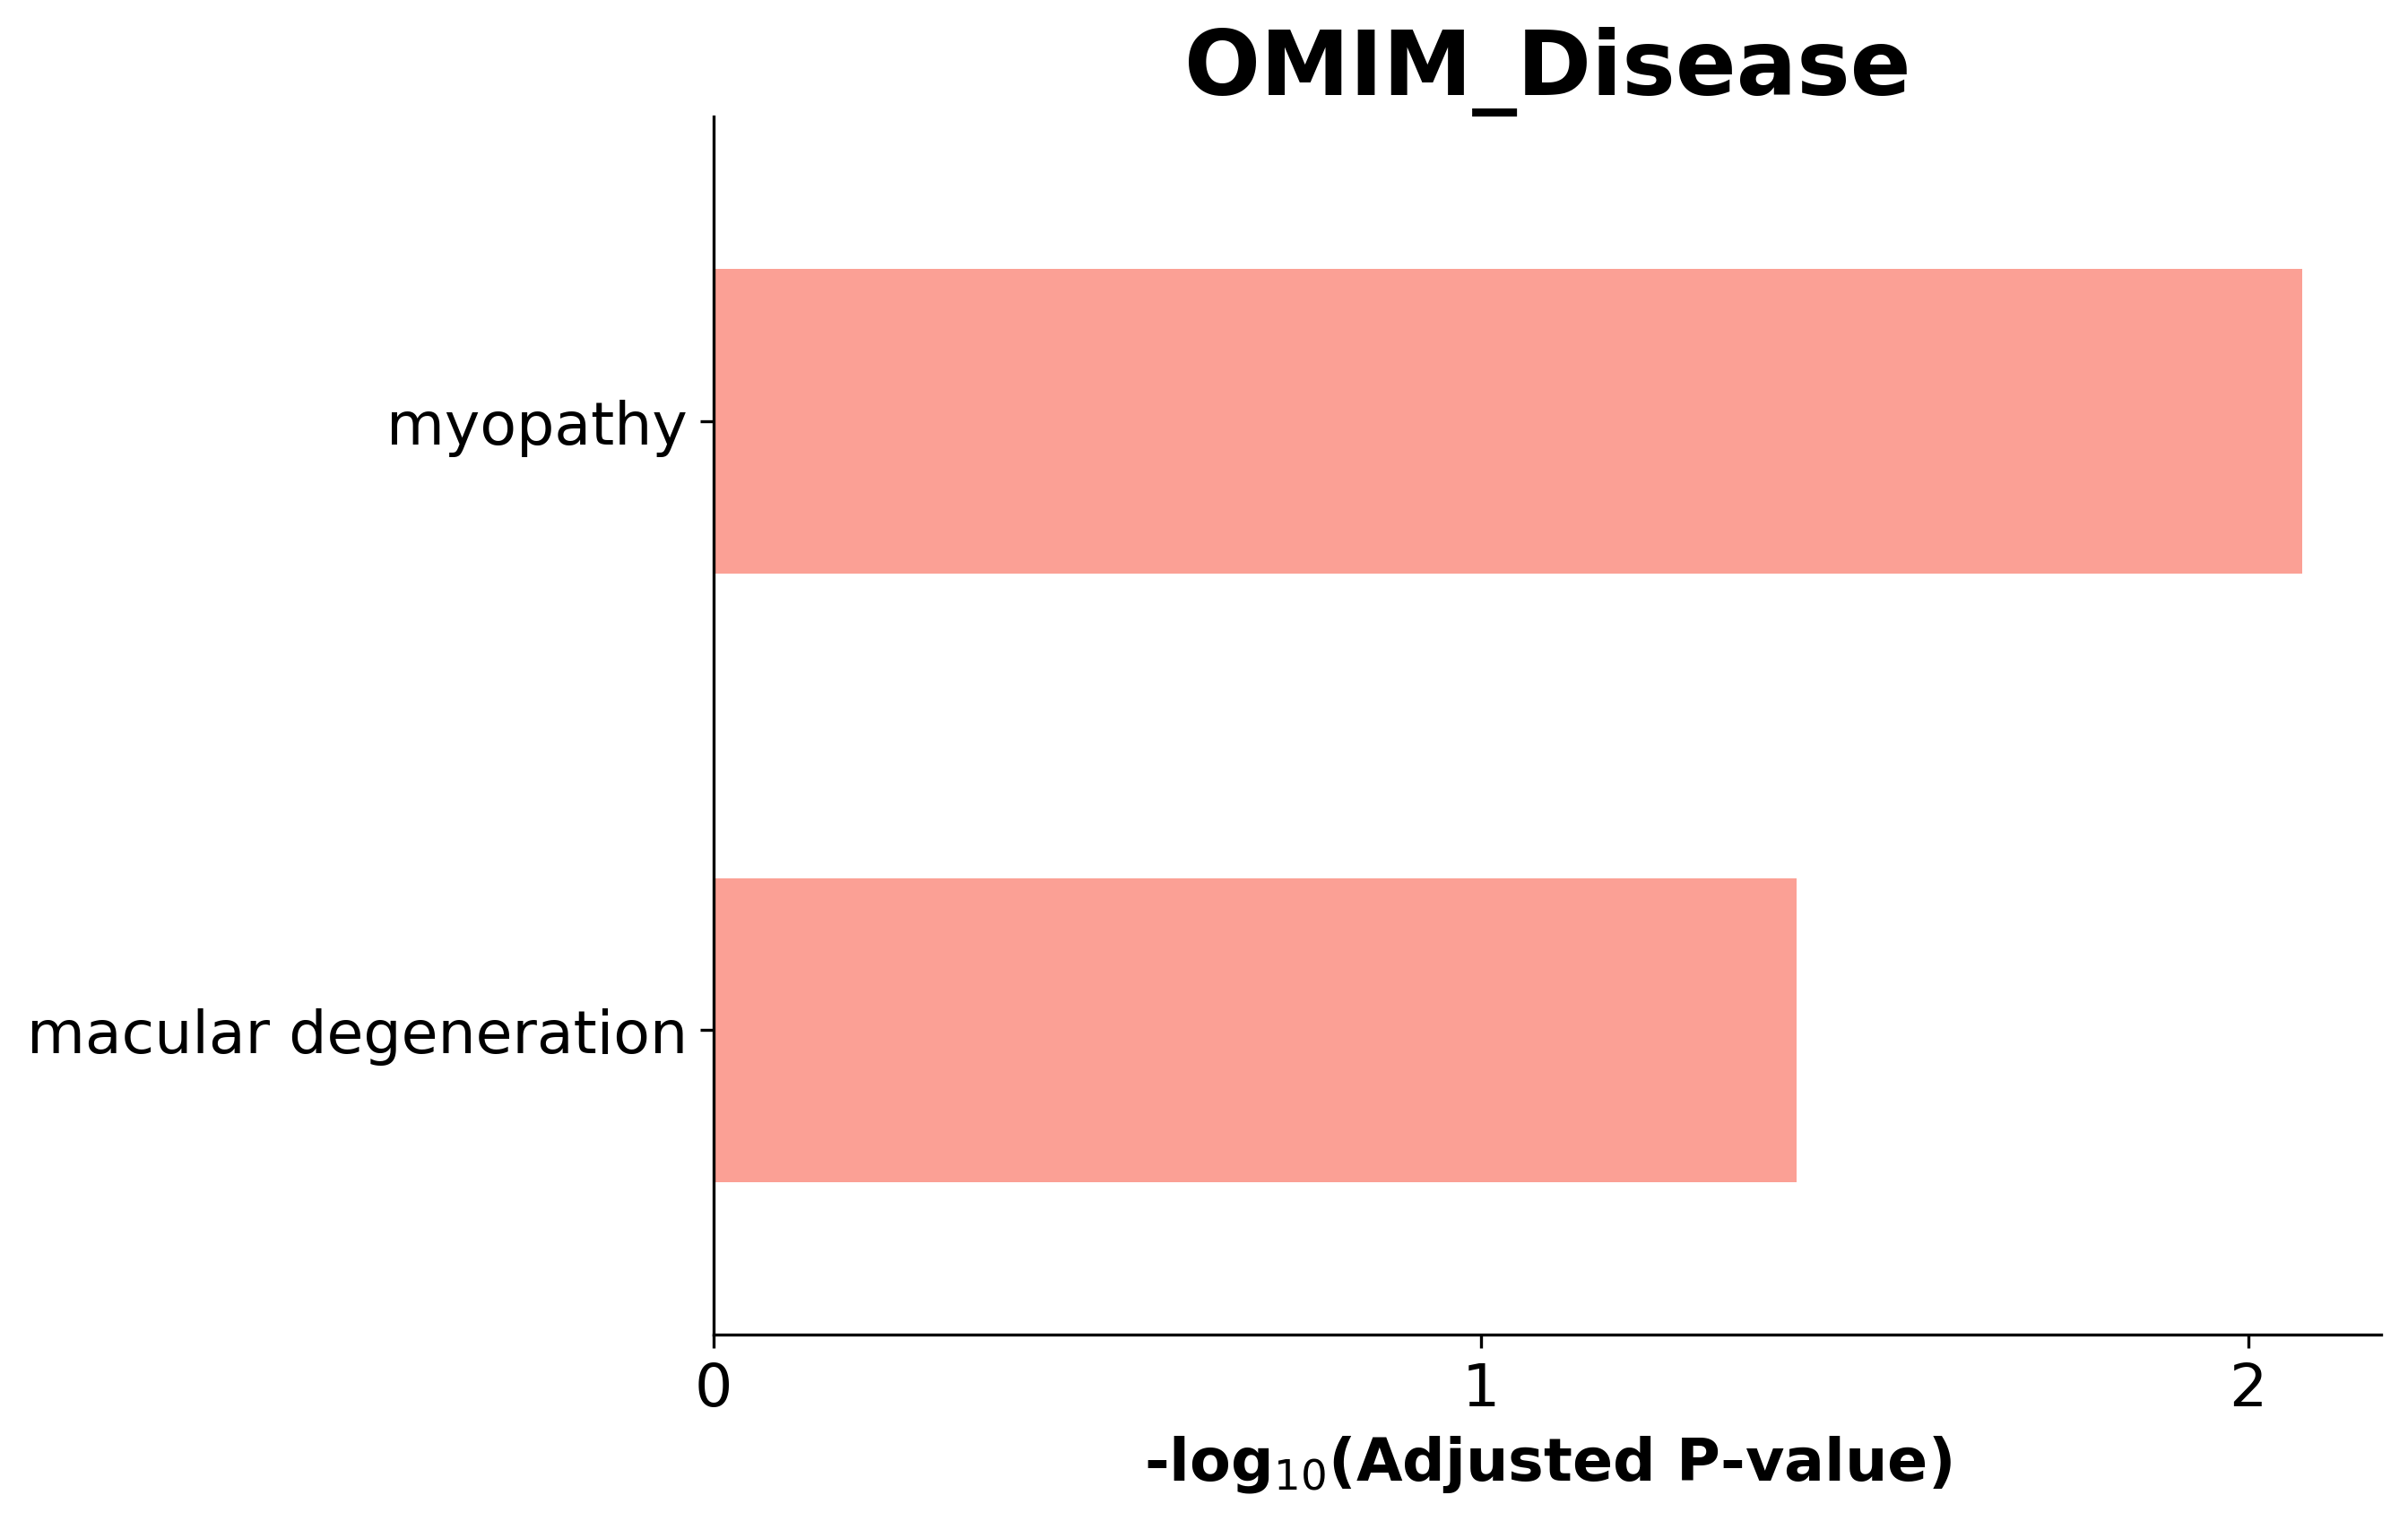 OMIM_Disease
myopathy
macular degeneration
0 1 2
-log₁₀(Adjusted P-value)